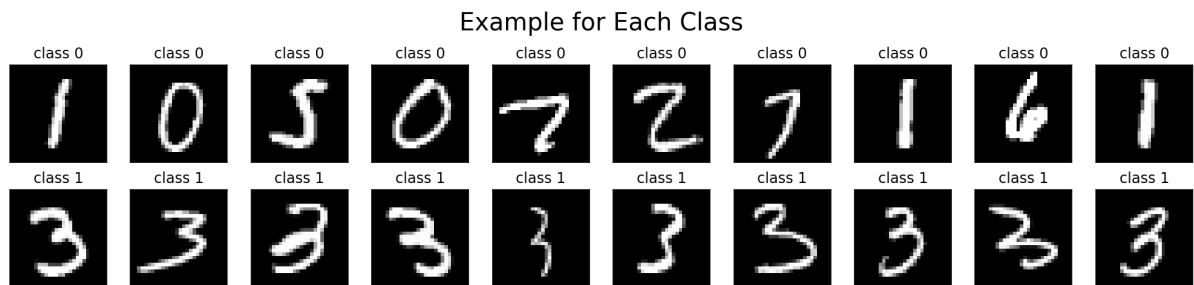 Example for Each Class
class 0 class 0 class 0 class 0 class 0 class 0 class 0 class 0 class 0 class 0
1 0 5 0 7 2 7 1 6 1
class 1 class 1 class 1 class 1 class 1 class 1 class 1 class 1 class 1 class 1
3 3 3 3 3 3 3 3 3 3